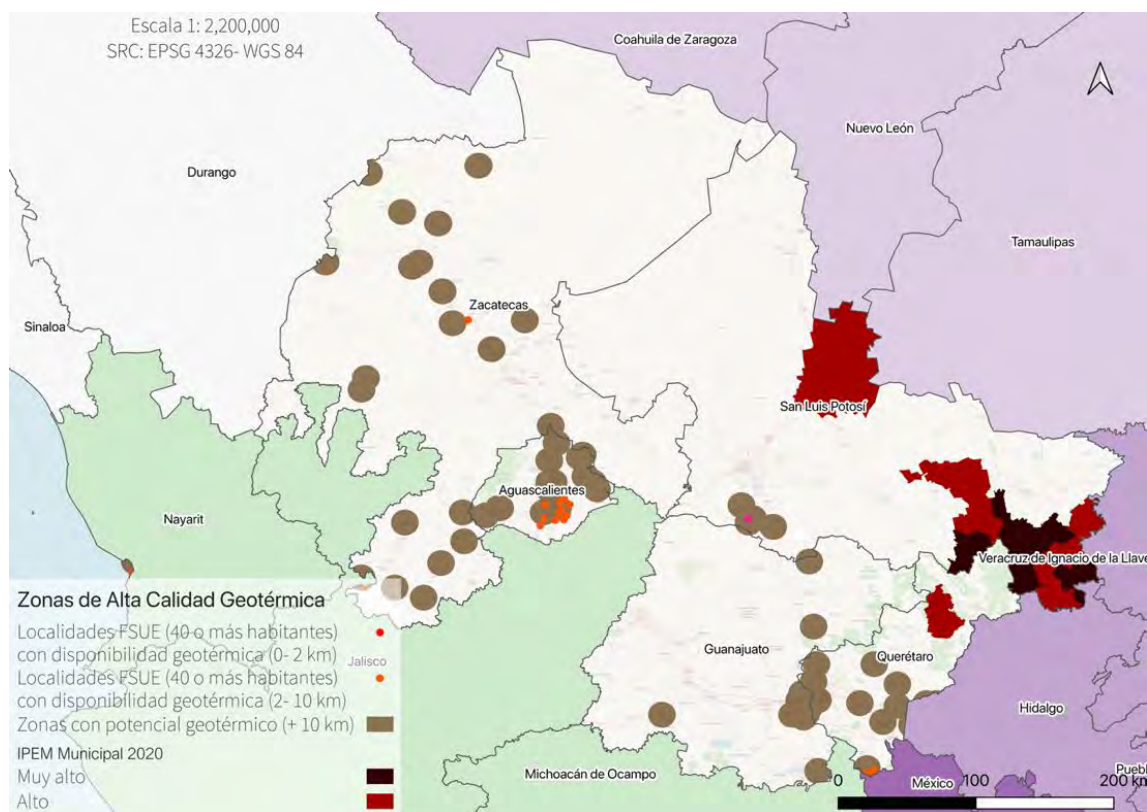 Escala 1: 2,200,000
SRC: EPSG 4326- WGS 84
Coahuila de Zaragoza
Nuevo León
Durango
Tamaulipas
Zacatecas
Sinaloa
San Luis Potosí
Aguascalientes
Nayarit
Veracruz de Ignacio de la Llave
Zonas de Alta Calidad Geotérmica
Localidades FSUE (40 o más habitantes)
con disponibilidad geotérmica (0- 2 km)
Jalisco
Localidades FSUE (40 o más habitantes)
con disponibilidad geotérmica (2- 10 km)
Zonas con potencial geotérmico (+ 10 km)
IPEM Municipal 2020
Muy alto
Alto
Guanajuato
Querétaro
Hidalgo
Michoacán de Ocampo
México
Puebl
0 100 200 km